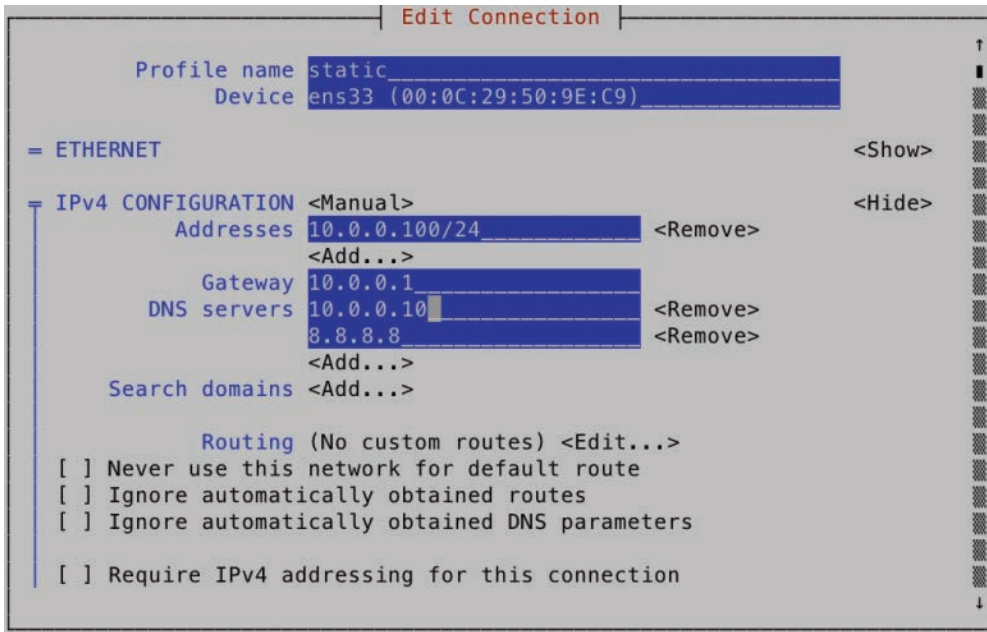 Edit Connection
Profile name static
Device ens33 (00:0C:29:50:9E:C9)
= ETHERNET <Show>
IPv4 CONFIGURATION <Manual> <Hide>
Addresses 10.0.0.100/24 <Remove>
<Add...>
Gateway 10.0.0.1
DNS servers 10.0.0.10 <Remove>
8.8.8.8 <Remove>
<Add...>
Search domains <Add...>
Routing (No custom routes) <Edit...>
[ ] Never use this network for default route
[ ] Ignore automatically obtained routes
[ ] Ignore automatically obtained DNS parameters
[ ] Require IPv4 addressing for this connection